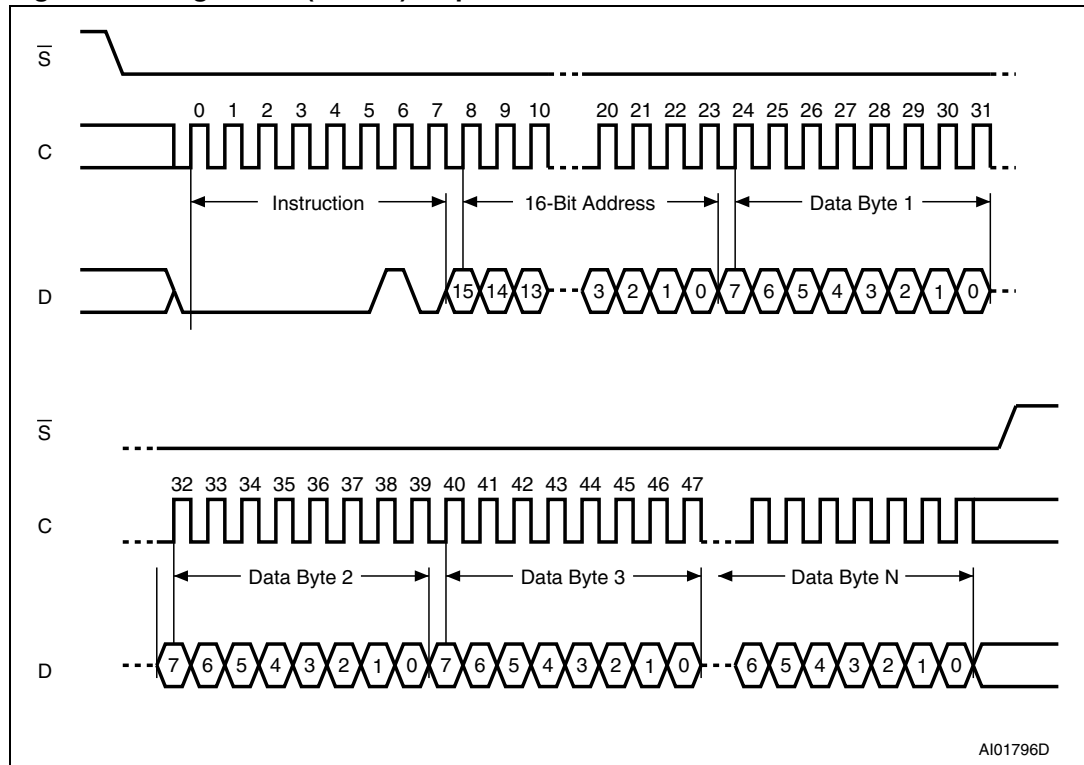 S
0 1 2 3 4 5 6 7 8 9 10 20 21 22 23 24 25 26 27 28 29 30 31
C
Instruction 16-Bit Address Data Byte 1
D 15 14 13 3 2 1 0 7 6 5 4 3 2 1 0
S
32 33 34 35 36 37 38 39 40 41 42 43 44 45 46 47
C
Data Byte 2 Data Byte 3 Data Byte N
D 7 6 5 4 3 2 1 0 7 6 5 4 3 2 1 0 6 5 4 3 2 1 0
AI01796D